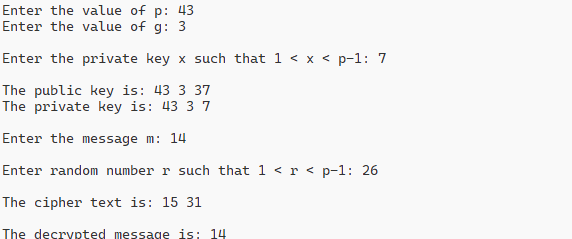 Enter the value of p: 43
Enter the value of g: 3
Enter the private key x such that 1 < x < p-1: 7
The public key is: 43 3 37
The private key is: 43 3 7
Enter the message m: 14
Enter random number r such that 1 < r < p-1: 26
The cipher text is: 15 31
The decrypted message is: 14